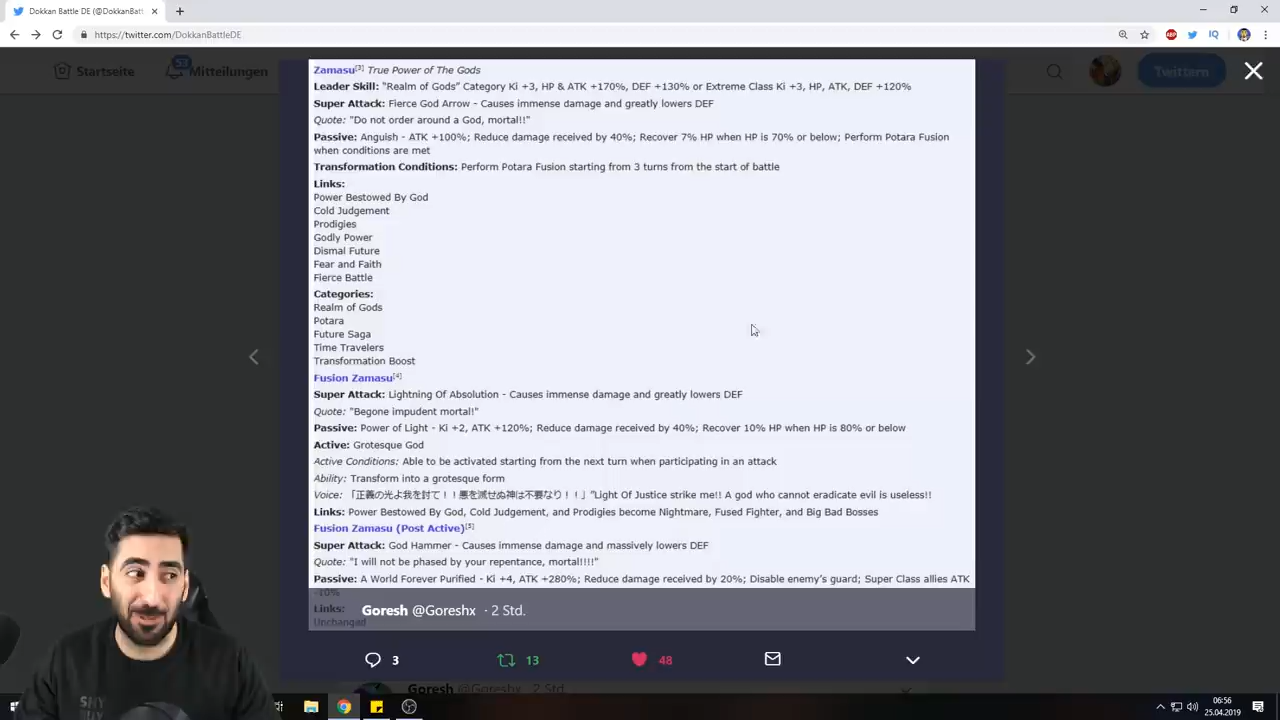 Dokkan Battle DE (@DokkanBatt
https://twitter.com/DokkanBattleDE
Startseite
53
Mitteilungen
Twittern
Zamasu[3] True Power of The Gods
Leader Skill: "Realm of Gods" Category Ki +3, HP & ATK +170%, DEF +130% or Extreme Class Ki +3, HP, ATK, DEF +120%
Super Attack: Fierce God Arrow - Causes immense damage and greatly lowers DEF
Quote: "Do not order around a God, mortal!!"
Passive: Anguish - ATK +100%; Reduce damage received by 40%; Recover 7% HP when HP is 70% or below; Perform Potara Fusion
when conditions are met
Transformation Conditions: Perform Potara Fusion starting from 3 turns from the start of battle
Links:
Power Bestowed By God
Cold Judgement
Prodigies
Godly Power
Dismal Future
Fear and Faith
Fierce Battle
Categories:
Realm of Gods
Potara
Future Saga
Time Travelers
Transformation Boost
Fusion Zamasu[4]
Super Attack: Lightning Of Absolution - Causes immense damage and greatly lowers DEF
Quote: "Begone impudent mortal!"
Passive: Power of Light - Ki +2, ATK +120%; Reduce damage received by 40%; Recover 10% HP when HP is 80% or below
Active: Grotesque God
Active Conditions: Able to be activated starting from the next turn when participating in an attack
Ability: Transform into a grotesque form
Voice: 「正義の光よ我を討て！！悪を滅せぬ神は不要なり！！」"Light Of Justice strike me!! A god who cannot eradicate evil is useless!!
Links: Power Bestowed By God, Cold Judgement, and Prodigies become Nightmare, Fused Fighter, and Big Bad Bosses
Fusion Zamasu (Post Active)[5]
Super Attack: God Hammer - Causes immense damage and massively lowers DEF
Quote: "I will not be phased by your repentance, mortal!!!!"
Passive: A World Forever Purified - Ki +4, ATK +280%; Reduce damage received by 20%; Disable enemy's guard; Super Class allies ATK
-10%
Links:
Unchanged
Goresh @Goreshx · 2 Std.
3
13
48
Goresh @Goreshx · 2 Std.
ABP
IQ
06:56
25.04.2019